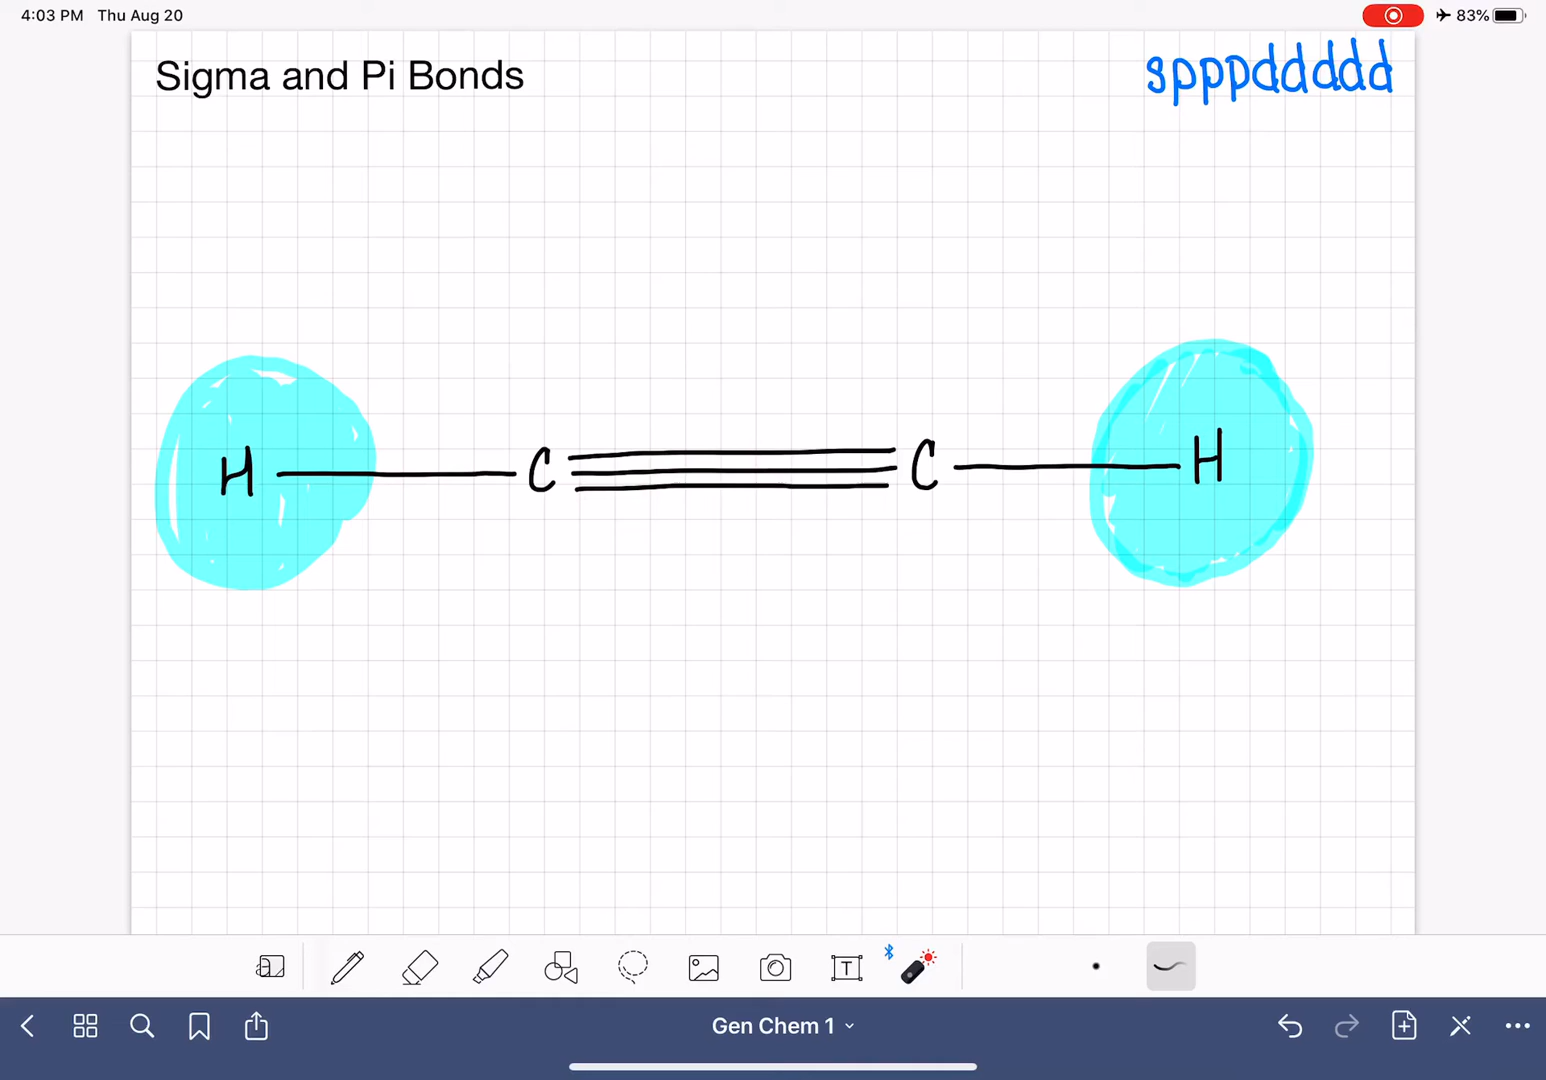 4:03 PM Thu Aug 20
83%
Sigma and Pi Bonds
spppddddd
H C C H
T
Gen Chem 1